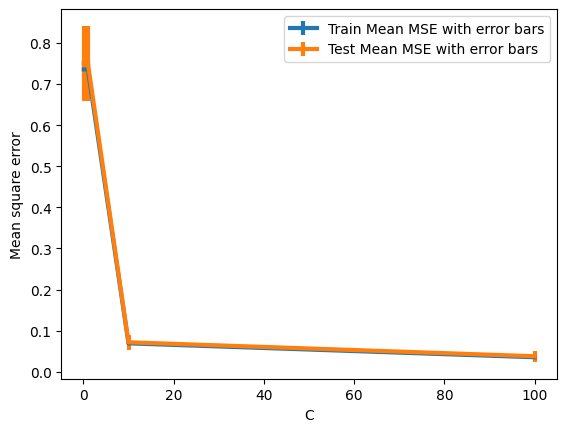 Train Mean MSE with error bars
Test Mean MSE with error bars
Mean square error
0.8
0.7
0.6
0.5
0.4
0.3
0.2
0.1
0.0
0 20 40 60 80 100
C